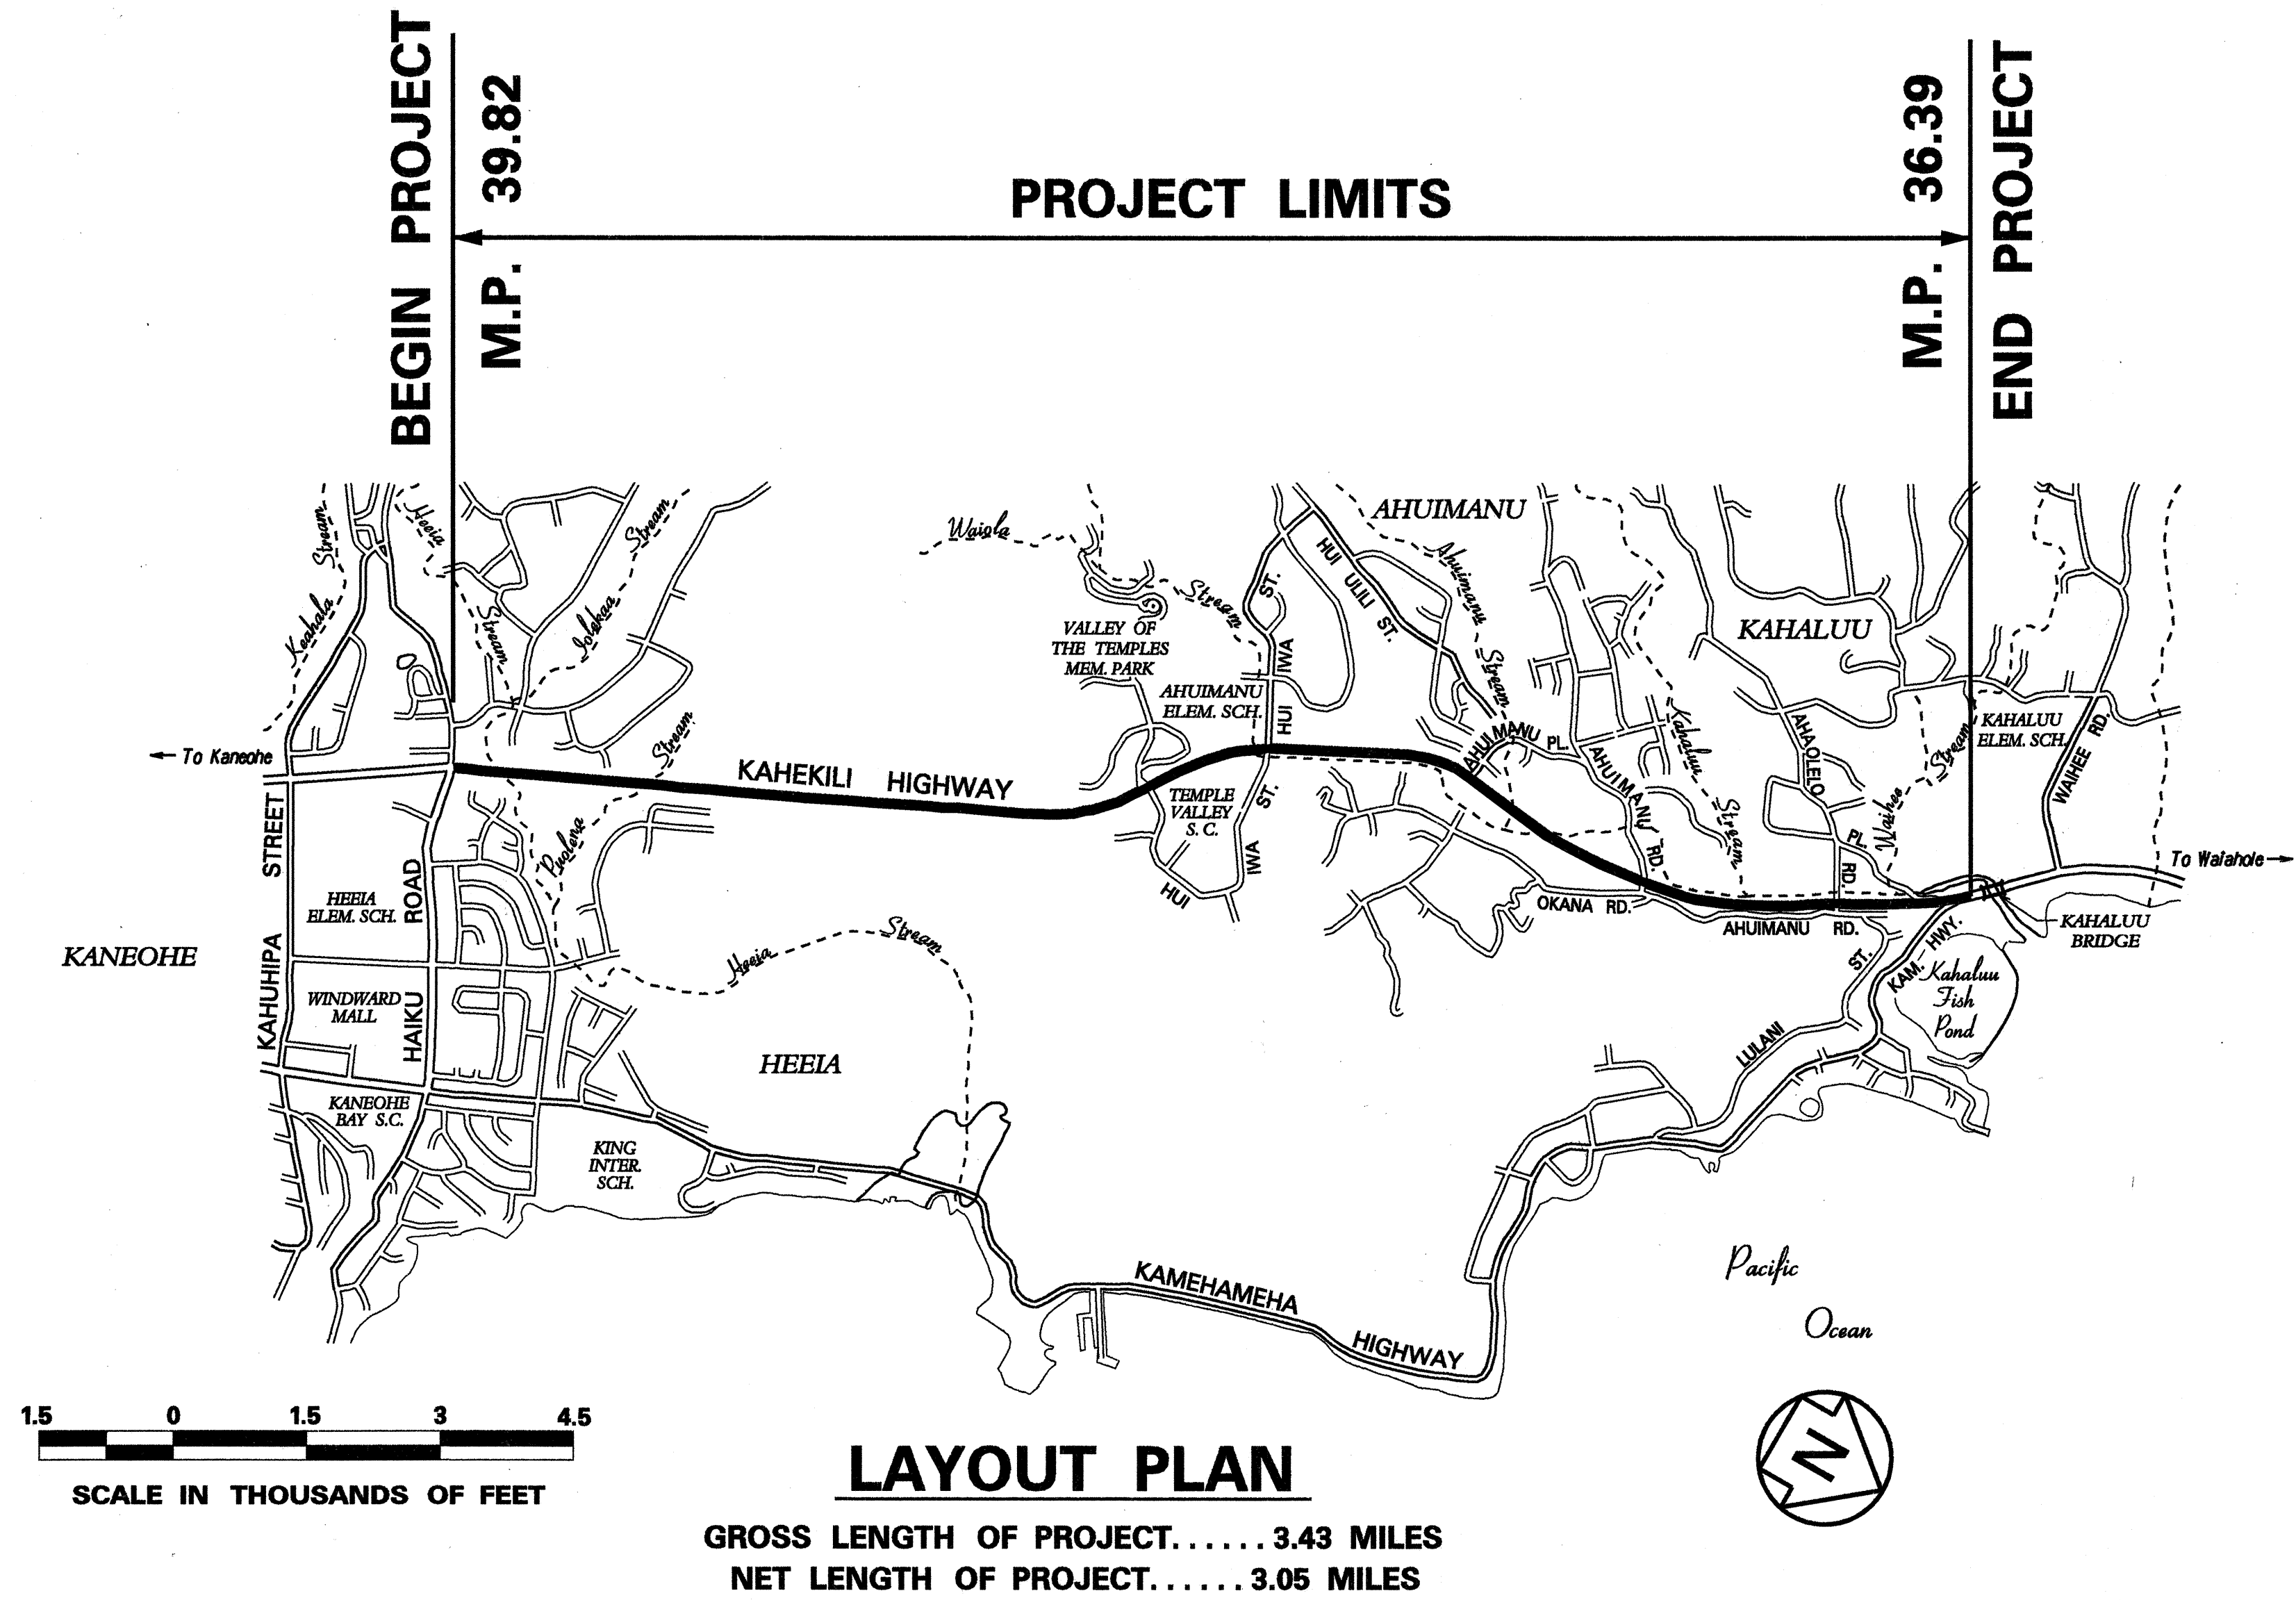 BEGIN PROJECT
M.P. 39.82
PROJECT LIMITS
M.P. 36.39
END PROJECT
Keahala Stream
Heeia Stream
Iolekaa Stream
Waiola Stream
AHUIMANU
HUI IWA ST.
HUI ULILI ST.
Ahuimanu Stream
KAHALUU
VALLEY OF
THE TEMPLES
MEM. PARK
AHUIMANU
ELEM. SCH.
AHUIMANU PL.
AHUIMANU RD.
Kahaluu Stream
AHAOLELO RD.
PL.
Waihee Stream
KAHALUU
ELEM. SCH.
WAIHEE RD.
← To Kaneohe
Puolena Stream
KAHEKILI HIGHWAY
TEMPLE
VALLEY
S. C.
HUI IWA ST.
To Waiahole →
KAHUHIPA STREET
HAIKU ROAD
HEEIA
ELEM. SCH.
OKANA RD.
AHUIMANU RD.
KAHALUU
BRIDGE
KANEOHE
Heeia Stream
KAM. HWY.
Kahaluu
Fish
Pond
LULANI ST.
WINDWARD
MALL
HEEIA
KANEOHE
BAY S.C.
KING
INTER.
SCH.
KAMEHAMEHA HIGHWAY
Pacific
Ocean
1.5 0 1.5 3 4.5
SCALE IN THOUSANDS OF FEET
N
LAYOUT PLAN
GROSS LENGTH OF PROJECT......3.43 MILES
NET LENGTH OF PROJECT......3.05 MILES